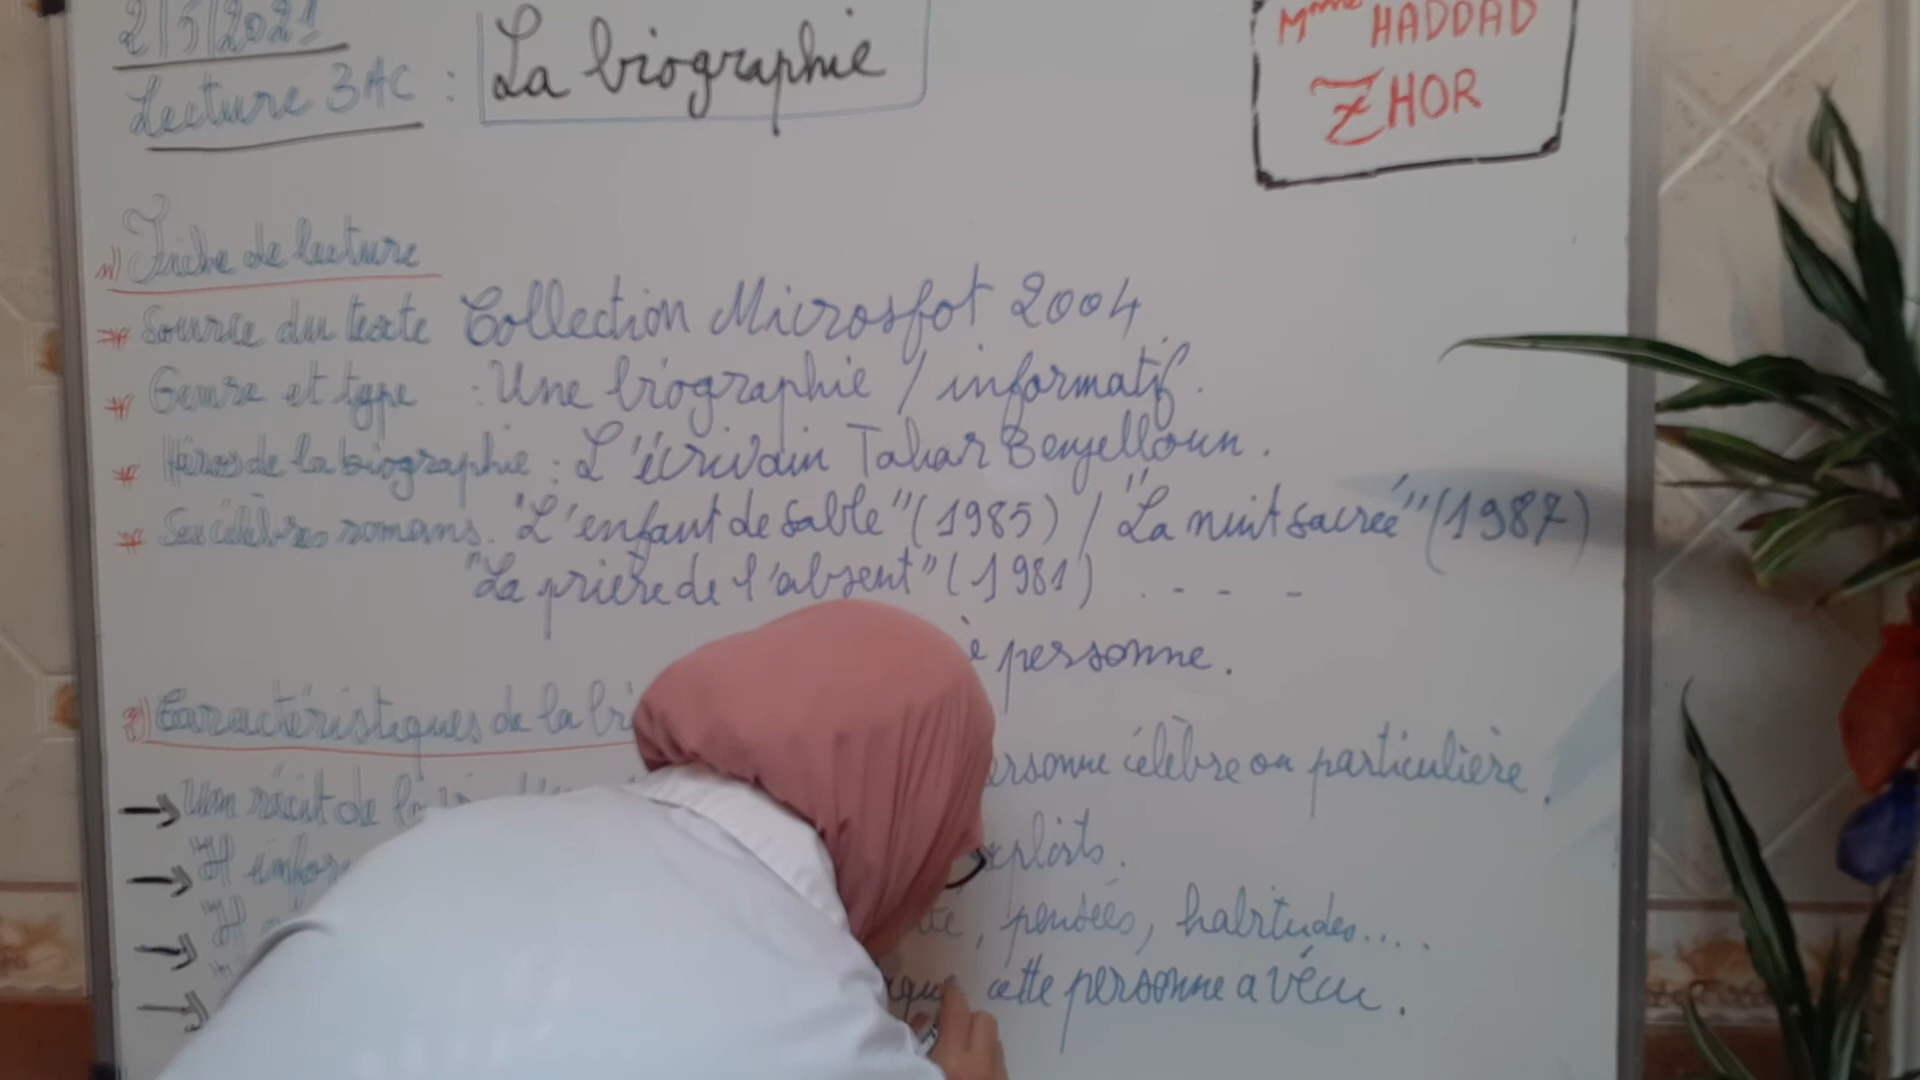 2/5/2021
Mme HADDAD
ZHOR
Lecture 3AC : La biographie
1) Fiche de lecture
* Source du texte Collection Microsfot 2004
* Genre et type : Une biographie / informatif.
* Héros de la biographie : L'écrivain Tahar Benjelloun.
* Ses célèbres romans. "L'enfant de sable" (1985) / "La nuit sacrée" (1987)
"La prière de l'absent" (1981) . - - -
personne.
2) Caractéristiques de la
→ Un récit de la personne célèbre ou particulière.
→ Il exploits.
→ Il , pensées, habitudes....
→ cette personne a vécu.